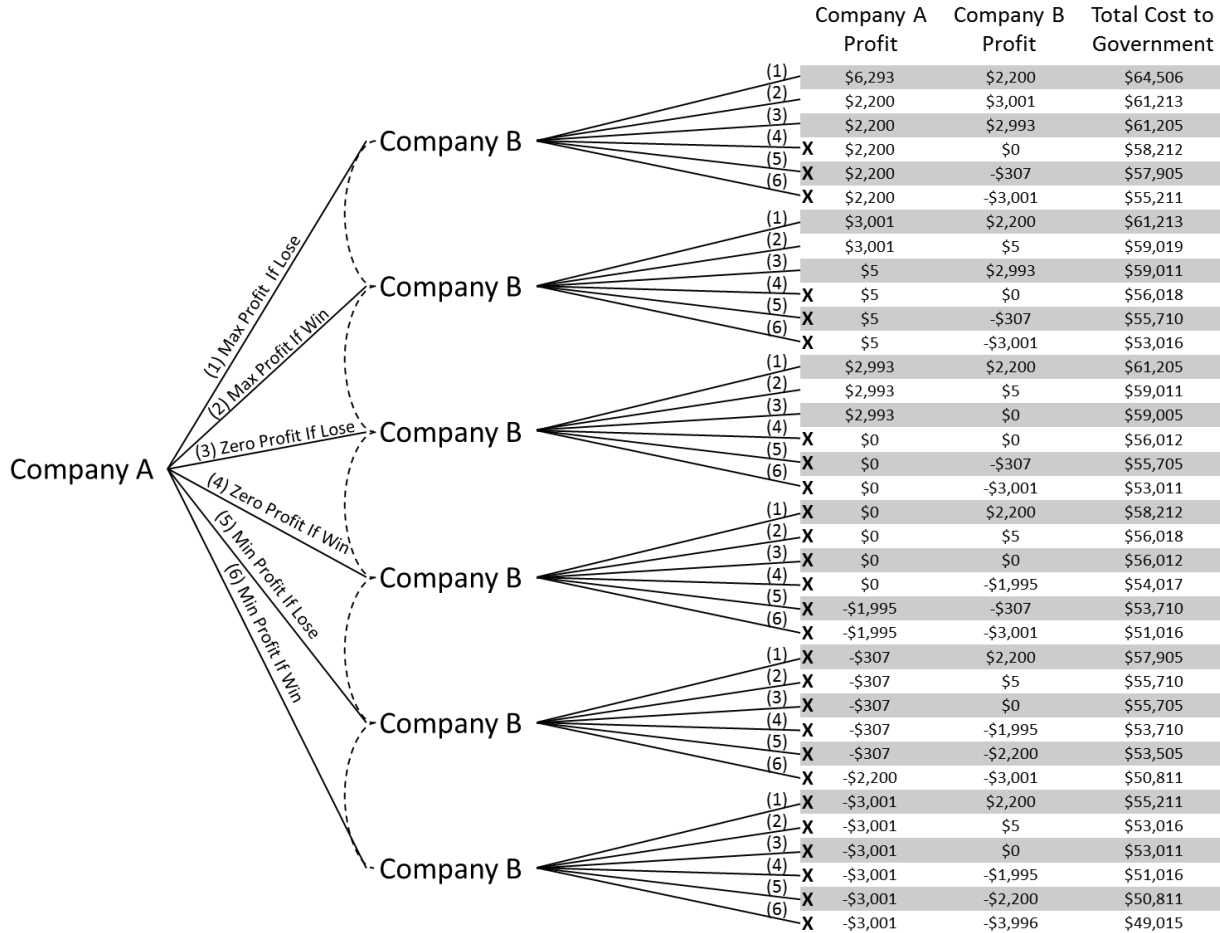 Company A Company B Total Cost to
Profit Profit Government
(1) $6,293 $2,200 $64,506
(2) $2,200 $3,001 $61,213
(3) $2,200 $2,993 $61,205
Company B
(4) X $2,200 $0 $58,212
(5) X $2,200 -$307 $57,905
(6) X $2,200 -$3,001 $55,211
(1) $3,001 $2,200 $61,213
(2) $3,001 $5 $59,019
(3) $5 $2,993 $59,011
Company B
(4) X $5 $0 $56,018
(5) X $5 -$307 $55,710
(6) X $5 -$3,001 $53,016
(1) $2,993 $2,200 $61,205
(2) $2,993 $5 $59,011
(3) $2,993 $0 $59,005
Company B
(4) X $0 $0 $56,012
(5) X $0 -$307 $55,705
(6) X $0 -$3,001 $53,011
(1) X $0 $2,200 $58,212
(2) X $0 $5 $56,018
(3) X $0 $0 $56,012
Company B
(4) X $0 -$1,995 $54,017
(5) X -$1,995 -$307 $53,710
(6) X -$1,995 -$3,001 $51,016
(1) X -$307 $2,200 $57,905
(2) X -$307 $5 $55,710
(3) X -$307 $0 $55,705
Company B
(4) X -$307 -$1,995 $53,710
(5) X -$307 -$2,200 $53,505
(6) X -$2,200 -$3,001 $50,811
(1) X -$3,001 $2,200 $55,211
(2) X -$3,001 $5 $53,016
(3) X -$3,001 $0 $53,011
Company B
(4) X -$3,001 -$1,995 $51,016
(5) X -$3,001 -$2,200 $50,811
(6) X -$3,001 -$3,996 $49,015
Company A
(1) Max Profit If Lose
(2) Max Profit If Win
(3) Zero Profit If Lose
(4) Zero Profit If Win
(5) Min Profit If Lose
(6) Min Profit If Win